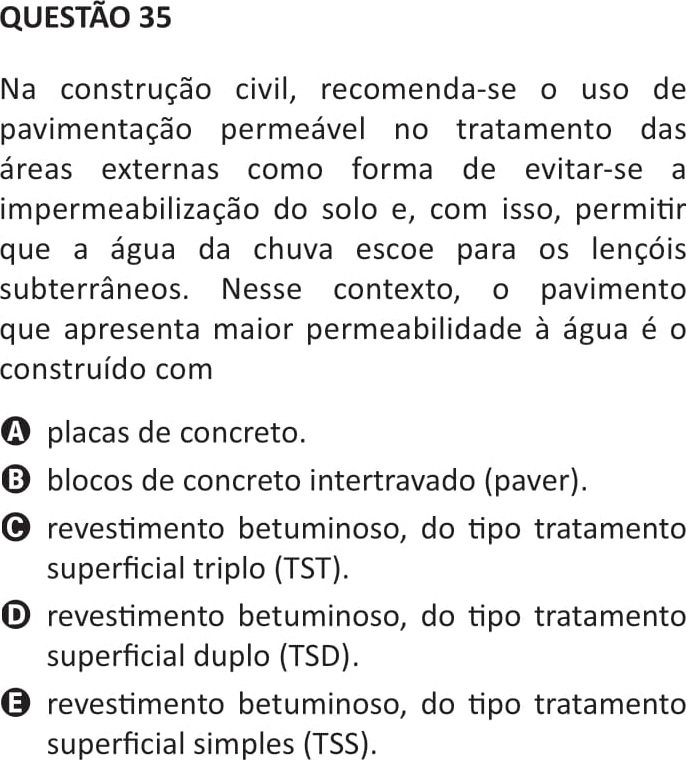 QUESTÃO 35
Na construção civil, recomenda-se o uso de
pavimentação permeável no tratamento das
áreas externas como forma de evitar-se a
impermeabilização do solo e, com isso, permitir
que a água da chuva escoe para os lençóis
subterrâneos. Nesse contexto, o pavimento
que apresenta maior permeabilidade à água é o
construído com
A placas de concreto.
B blocos de concreto intertravado (paver).
C revestimento betuminoso, do tipo tratamento
superficial triplo (TST).
D revestimento betuminoso, do tipo tratamento
superficial duplo (TSD).
E revestimento betuminoso, do tipo tratamento
superficial simples (TSS).